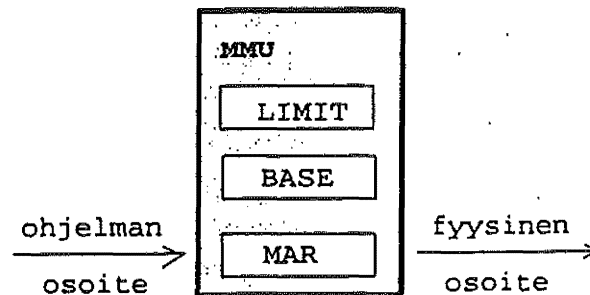 MMU
LIMIT
BASE
ohjelman
osoite
MAR
fyysinen
osoite